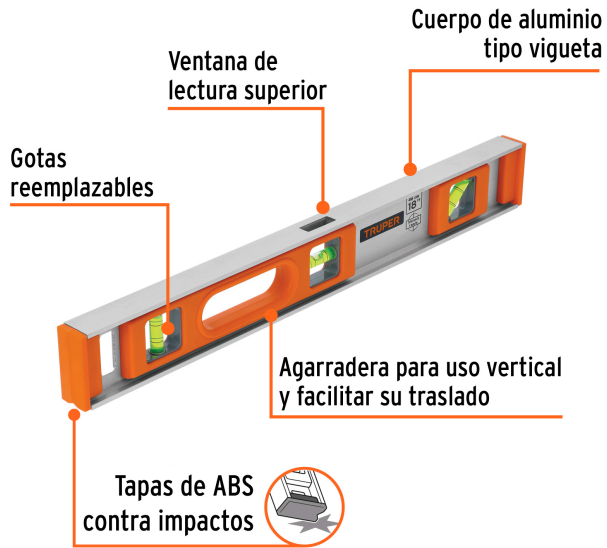 Cuerpo de aluminio
tipo vigueta
Ventana de
lectura superior
Gotas
reemplazables
TRUPER
18"
Agarradera para uso vertical
y facilitar su traslado
Tapas de ABS
contra impactos